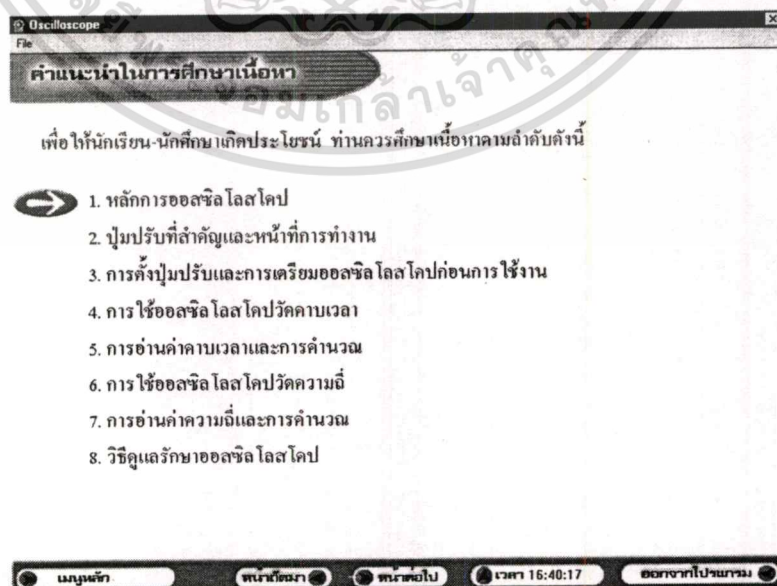 Oscilloscope
File
คำแนะนำในการศึกษาเนื้อหา
เพื่อให้นักเรียน-นักศึกษาเกิดประโยชน์ ท่านควรศึกษาเนื้อหาตามลำดับดังนี้
1. หลักการออสซิลโลสโคป
2. ปุ่มปรับที่สำคัญและหน้าที่การทำงาน
3. การตั้งปุ่มปรับและการเตรียมออสซิลโลสโคปก่อนการใช้งาน
4. การใช้ออสซิลโลสโคปวัดคาบเวลา
5. การอ่านค่าคาบเวลาและการคำนวณ
6. การใช้ออสซิลโลสโคปวัดความถี่
7. การอ่านค่าความถี่และการคำนวณ
8. วิธีดูแลรักษาออสซิลโลสโคป
เมนูหลัก หน้าถัดมา หน้าต่อไป เวลา 16:40:17 ออกจากโปรแกรม